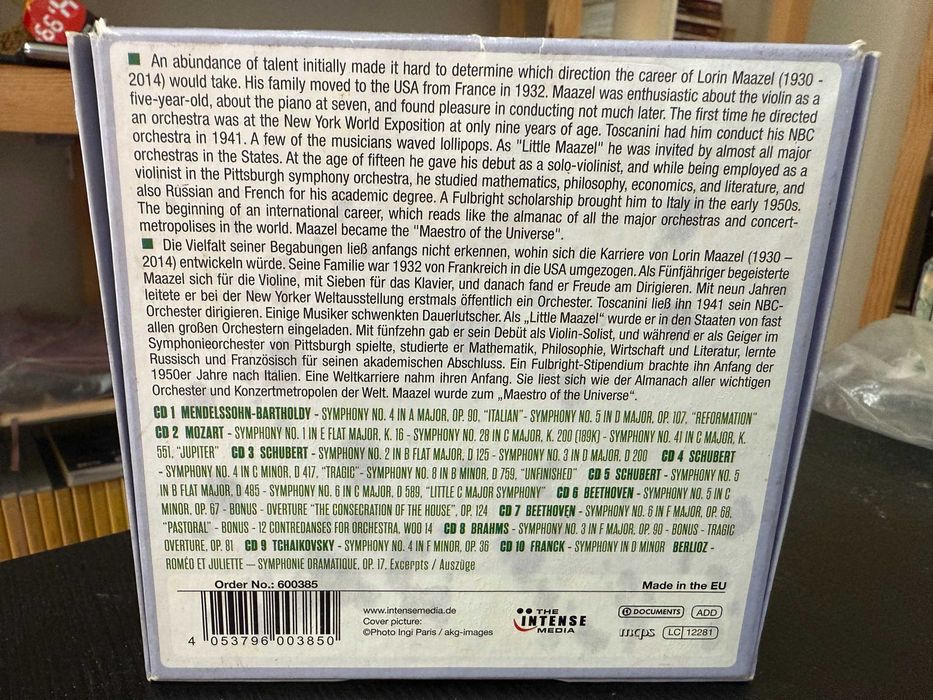 4.99
■ An abundance of talent initially made it hard to determine which direction the career of Lorin Maazel (1930 -
2014) would take. His family moved to the USA from France in 1932. Maazel was enthusiastic about the violin as a
five-year-old, about the piano at seven, and found pleasure in conducting not much later. The first time he directed
an orchestra was at the New York World Exposition at only nine years of age. Toscanini had him conduct his NBC
orchestra in 1941. A few of the musicians waved lollipops. As "Little Maazel" he was invited by almost all major
orchestras in the States. At the age of fifteen he gave his debut as a solo-violinist, and while being employed as a
violinist in the Pittsburgh symphony orchestra, he studied mathematics, philosophy, economics, and literature, and
also Russian and French for his academic degree. A Fulbright scholarship brought him to Italy in the early 1950s.
The beginning of an international career, which reads like the almanac of all the major orchestras and concert-
metropolises in the world. Maazel became the "Maestro of the Universe".
■ Die Vielfalt seiner Begabungen ließ anfangs nicht erkennen, wohin sich die Karriere von Lorin Maazel (1930 –
2014) entwickeln würde. Seine Familie war 1932 von Frankreich in die USA umgezogen. Als Fünfjähriger begeisterte
Maazel sich für die Violine, mit Sieben für das Klavier, und danach fand er Freude am Dirigieren. Mit neun Jahren
leitete er bei der New Yorker Weltausstellung erstmals öffentlich ein Orchester. Toscanini ließ ihn 1941 sein NBC-
Orchester dirigieren. Einige Musiker schwenkten Dauerlutscher. Als „Little Maazel" wurde er in den Staaten von fast
allen großen Orchestern eingeladen. Mit fünfzehn gab er sein Debüt als Violin-Solist, und während er als Geiger im
Symphonieorchester von Pittsburgh spielte, studierte er Mathematik, Philosophie, Wirtschaft und Literatur, lernte
Russisch und Französisch für seinen akademischen Abschluss. Ein Fulbright-Stipendium brachte ihn Anfang der
1950er Jahre nach Italien. Eine Weltkarriere nahm ihren Anfang. Sie liest sich wie der Almanach aller wichtigen
Orchester und Konzertmetropolen der Welt. Maazel wurde zum „Maestro of the Universe“.
CD 1 MENDELSSOHN-BARTHOLDY - SYMPHONY NO. 4 IN A MAJOR, OP. 90, "ITALIAN"- SYMPHONY NO. 5 IN D MAJOR, OP. 107, "REFORMATION"
CD 2 MOZART - SYMPHONY NO. 1 IN E FLAT MAJOR, K. 16 - SYMPHONY NO. 28 IN C MAJOR, K. 200 (189K) - SYMPHONY NO. 41 IN C MAJOR, K.
551, "JUPITER" CD 3 SCHUBERT - SYMPHONY NO. 2 IN B FLAT MAJOR, D 125 - SYMPHONY NO. 3 IN D MAJOR, D 200 CD 4 SCHUBERT
- SYMPHONY NO. 4 IN C MINOR, D 417, "TRAGIC"- SYMPHONY NO. 8 IN B MINOR, D 759, "UNFINISHED" CD 5 SCHUBERT - SYMPHONY NO. 5
IN B FLAT MAJOR, D 485 - SYMPHONY NO. 6 IN C MAJOR, D 589, "LITTLE C MAJOR SYMPHONY" CD 6 BEETHOVEN - SYMPHONY NO. 5 IN C
MINOR, OP. 67 - BONUS - OVERTURE "THE CONSECRATION OF THE HOUSE", OP. 124 CD 7 BEETHOVEN - SYMPHONY NO. 6 IN F MAJOR, OP. 68,
"PASTORAL" - BONUS - 12 CONTREDANSES FOR ORCHESTRA, WOO 14 CD 8 BRAHMS - SYMPHONY NO. 3 IN F MAJOR, OP. 90 - BONUS - TRAGIC
OVERTURE, OP. 81 CD 9 TCHAIKOVSKY - SYMPHONY NO. 4 IN F MINOR, OP. 36 CD 10 FRANCK - SYMPHONY IN D MINOR BERLIOZ -
ROMÉO ET JULIETTE – SYMPHONIE DRAMATIQUE, OP. 17. Excerpts / Auszüge
Order No.: 600385 Made in the EU
www.intensemedia.de
Cover picture:
©Photo Ingi Paris / akg-images
THE
INTENSE
MEDIA
DOCUMENTS ADD
mcps LC 12281
4 053796 003850